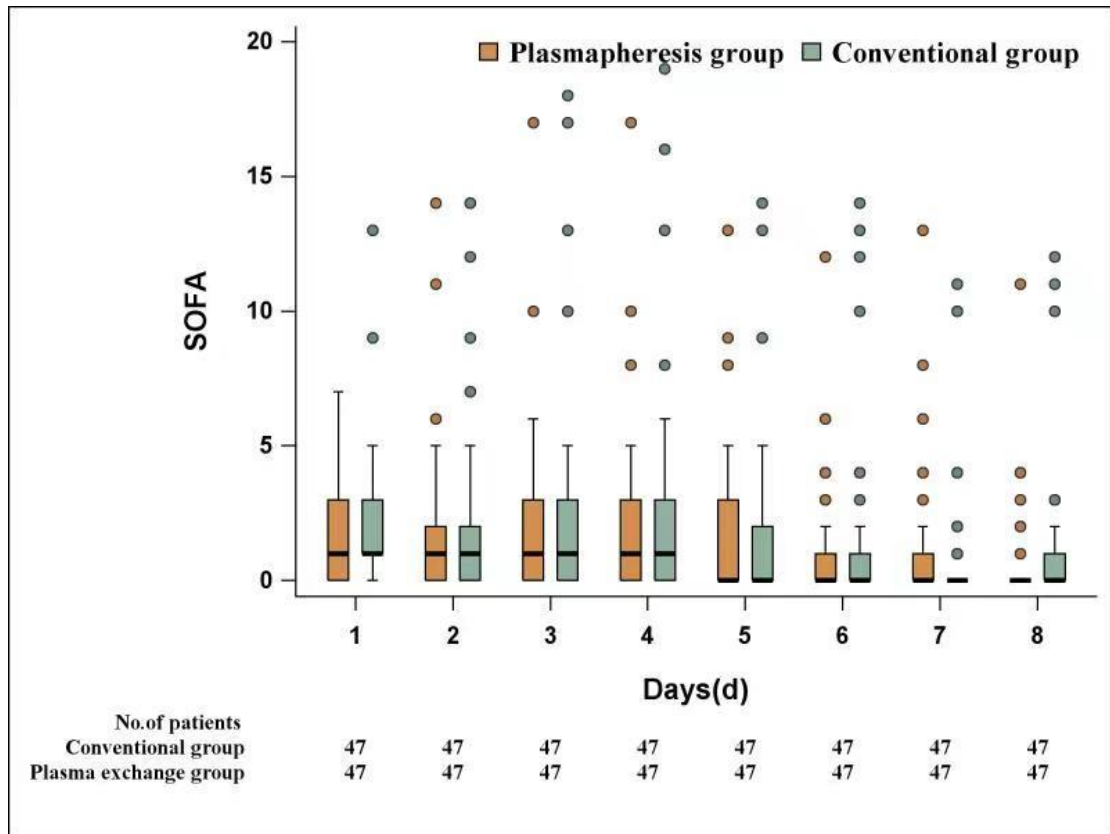 Plasmapheresis group Conventional group
20
15
10
5
0
SOFA
1 2 3 4 5 6 7 8
Days(d)
No.of patients
Conventional group 47 47 47 47 47 47 47 47
Plasma exchange group 47 47 47 47 47 47 47 47